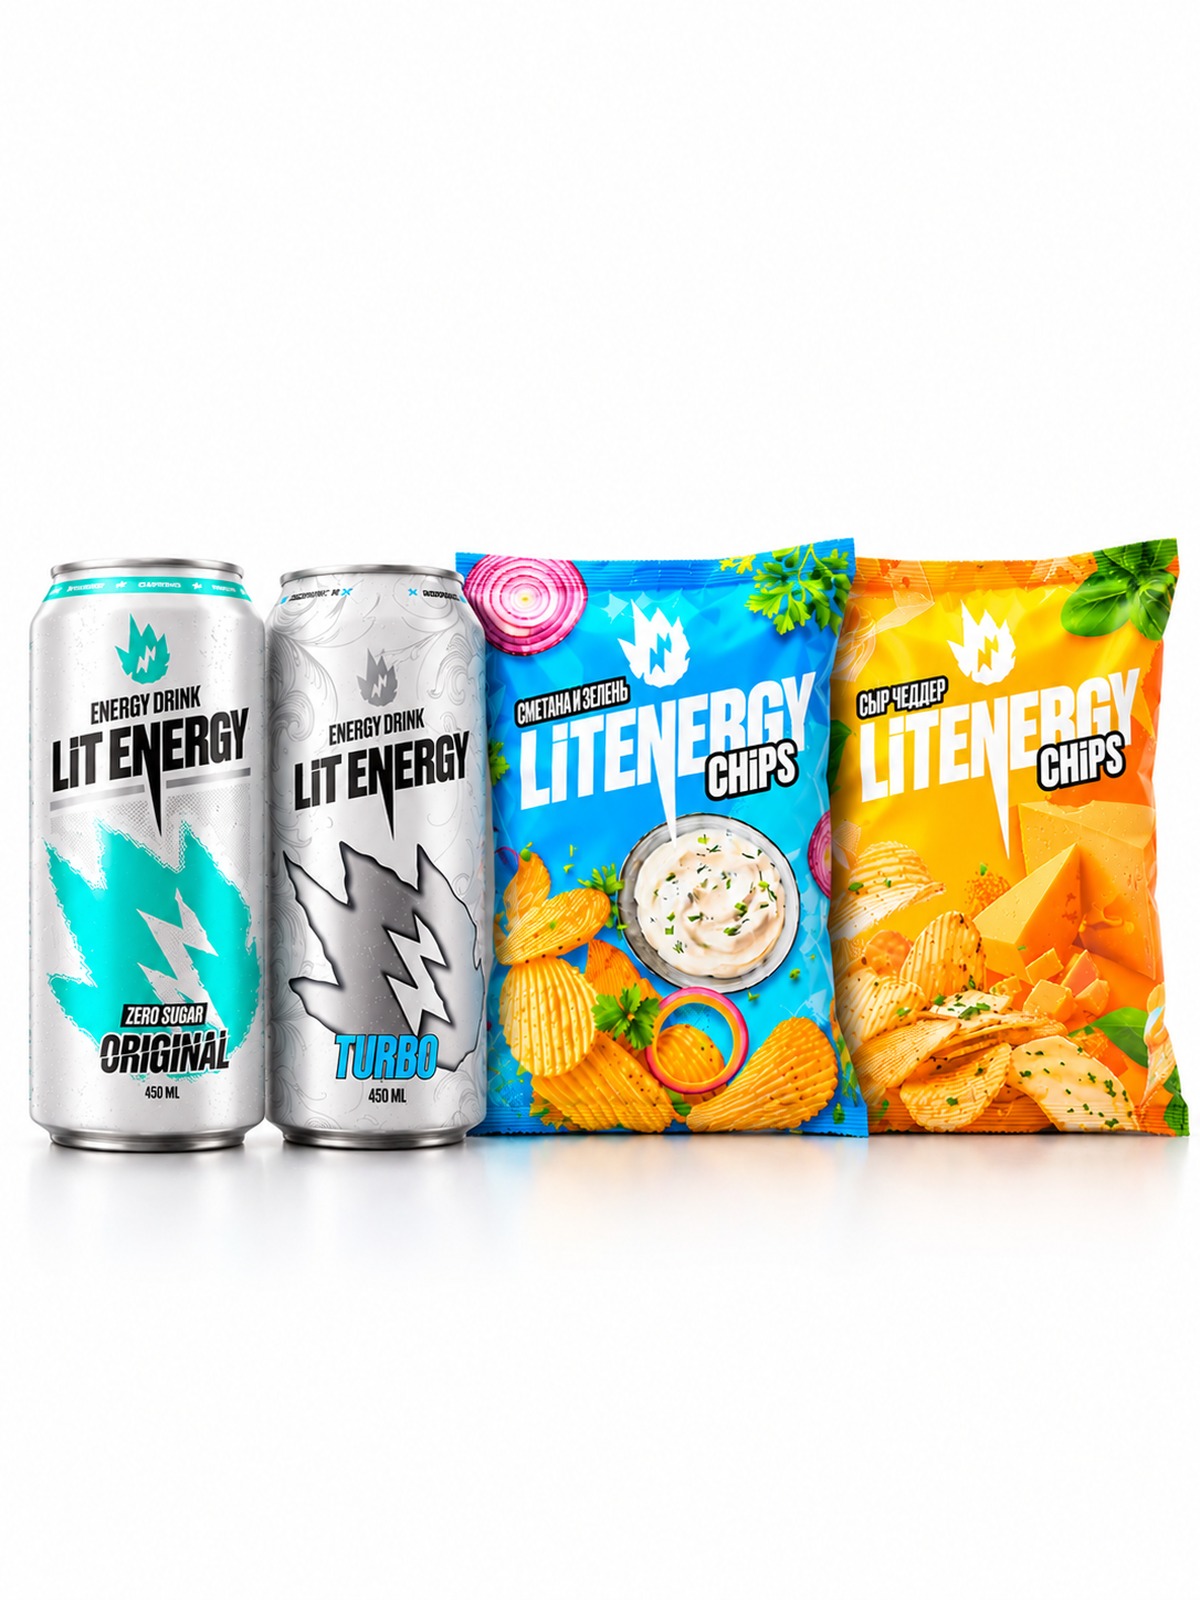 ENERGY DRINK
LiT ENERGY
ZERO SUGAR
ORIGINAL
450 ML
ENERGY DRINK
LiT ENERGY
TURBO
450 ML
СМЕТАНА И ЗЕЛЕНЬ
LiTENERGY
CHiPS
СЫР ЧЕДДЕР
LiTENERGY
CHiPS